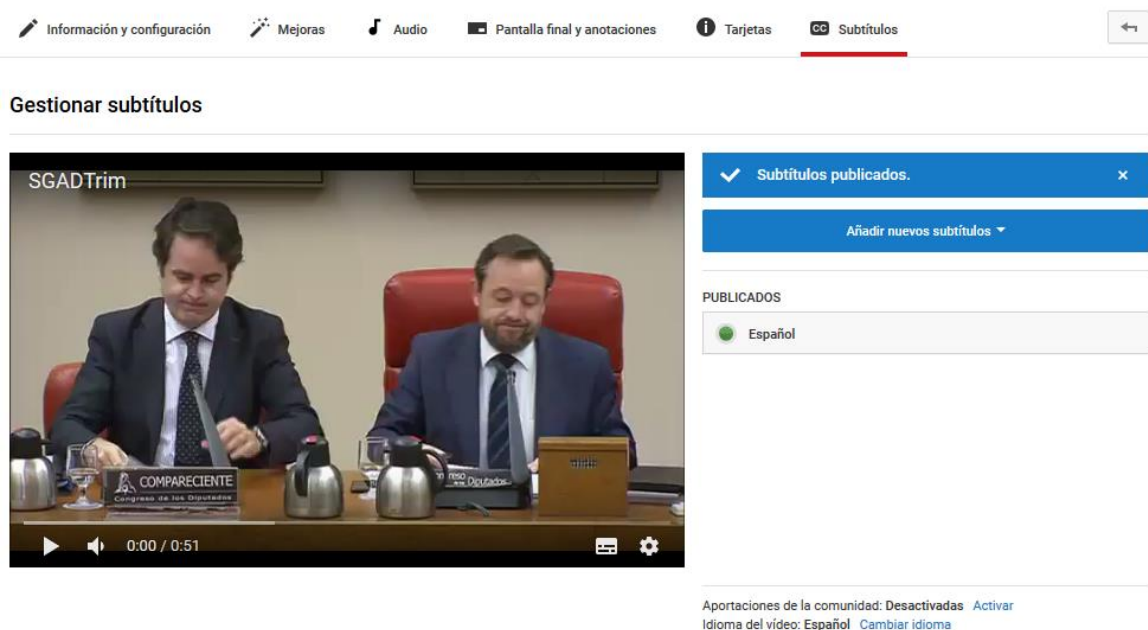 Información y configuración Mejoras Audio Pantalla final y anotaciones Tarjetas CC Subtítulos
Gestionar subtítulos
SGADTrim
COMPARECIENTE
Congreso de los Diputados
Diputados
0:00 / 0:51
Subtítulos publicados.
Añadir nuevos subtítulos
PUBLICADOS
Español
Aportaciones de la comunidad: Desactivadas Activar
Idioma del vídeo: Español Cambiar idioma